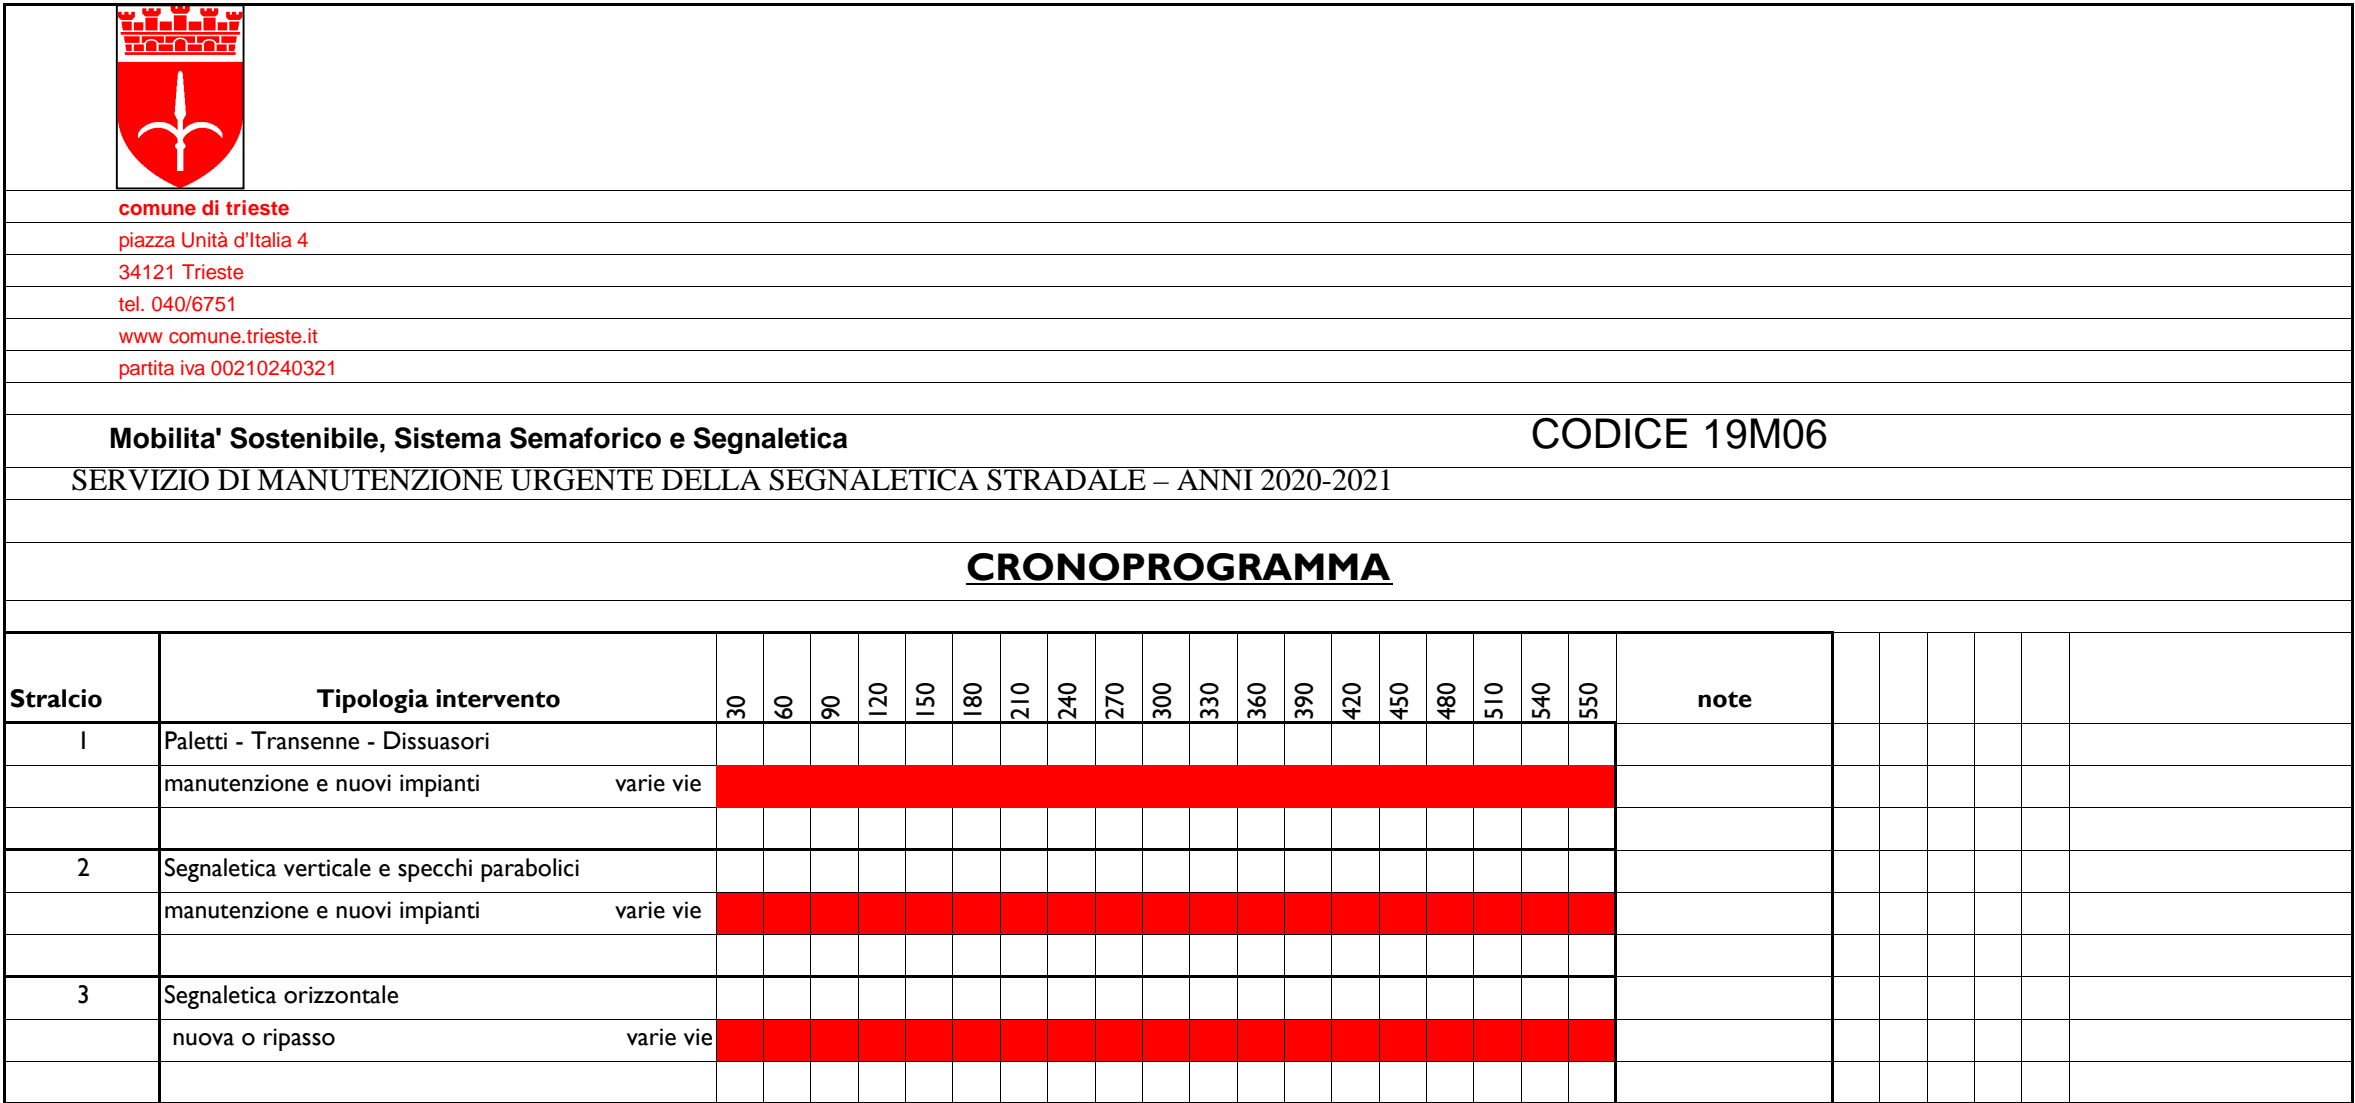 comune di trieste
piazza Unità d'Italia 4
34121 Trieste
tel. 040/6751
www comune.trieste.it
partita iva 00210240321
Mobilita' Sostenibile, Sistema Semaforico e Segnaletica CODICE 19M06
SERVIZIO DI MANUTENZIONE URGENTE DELLA SEGNALETICA STRADALE – ANNI 2020-2021
CRONOPROGRAMMA
Stralcio Tipologia intervento 30 60 90 120 150 180 210 240 270 300 330 360 390 420 450 480 510 540 550 note
1 Paletti - Transenne - Dissuasori
manutenzione e nuovi impianti varie vie
2 Segnaletica verticale e specchi parabolici
manutenzione e nuovi impianti varie vie
3 Segnaletica orizzontale
nuova o ripasso varie vie